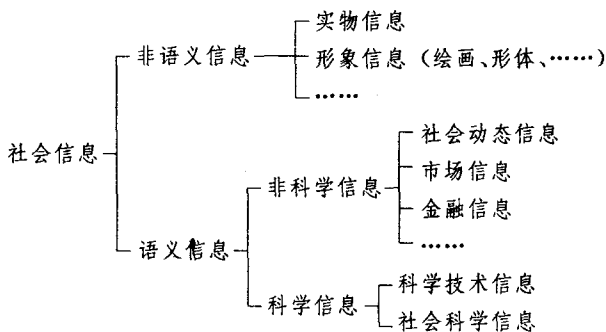 实物信息
非语义信息
形象信息（绘画、形体、……）
……
社会信息
社会动态信息
市场信息
非科学信息
金融信息
……
语义信息
科学技术信息
科学信息
社会科学信息